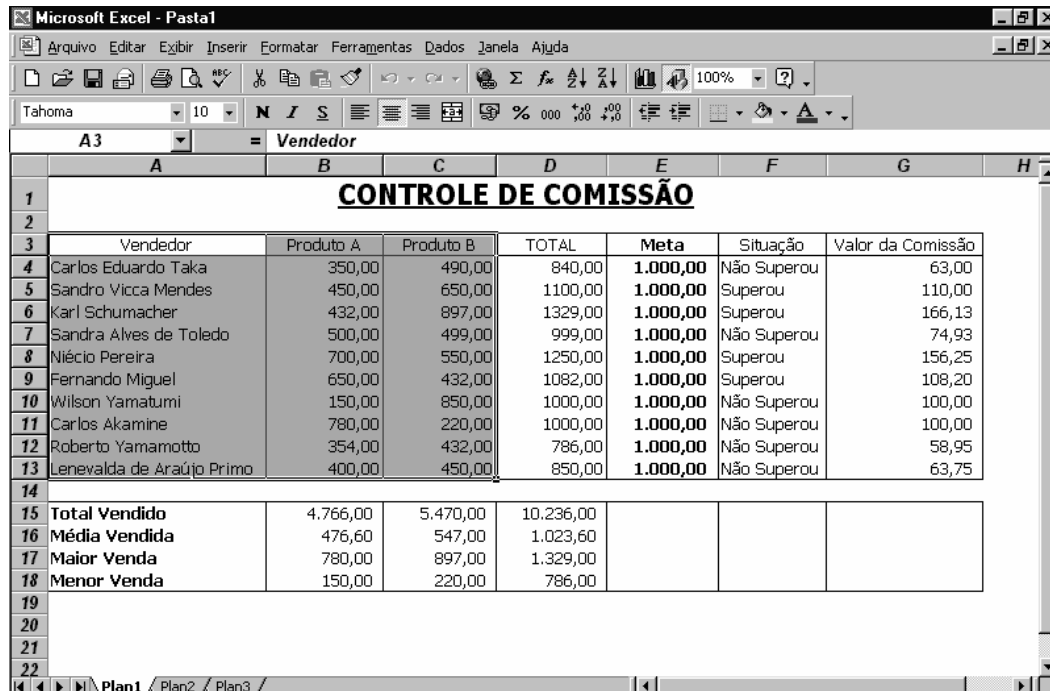 Microsoft Excel - Pasta1
Arquivo Editar Exibir Inserir Formatar Ferramentas Dados Janela Ajuda
100%
Tahoma 10 N I S % 000
A3 = Vendedor
A B C D E F G H
1 CONTROLE DE COMISSÃO
2
3 Vendedor Produto A Produto B TOTAL Meta Situação Valor da Comissão
4 Carlos Eduardo Taka 350,00 490,00 840,00 1.000,00 Não Superou 63,00
5 Sandro Vicca Mendes 450,00 650,00 1100,00 1.000,00 Superou 110,00
6 Karl Schumacher 432,00 897,00 1329,00 1.000,00 Superou 166,13
7 Sandra Alves de Toledo 500,00 499,00 999,00 1.000,00 Não Superou 74,93
8 Niécio Pereira 700,00 550,00 1250,00 1.000,00 Superou 156,25
9 Fernando Miguel 650,00 432,00 1082,00 1.000,00 Superou 108,20
10 Wilson Yamatumi 150,00 850,00 1000,00 1.000,00 Não Superou 100,00
11 Carlos Akamine 780,00 220,00 1000,00 1.000,00 Não Superou 100,00
12 Roberto Yamamotto 354,00 432,00 786,00 1.000,00 Não Superou 58,95
13 Lenevalda de Araújo Primo 400,00 450,00 850,00 1.000,00 Não Superou 63,75
14
15 Total Vendido 4.766,00 5.470,00 10.236,00
16 Média Vendida 476,60 547,00 1.023,60
17 Maior Venda 780,00 897,00 1.329,00
18 Menor Venda 150,00 220,00 786,00
19
20
21
22
Plan1 Plan2 Plan3